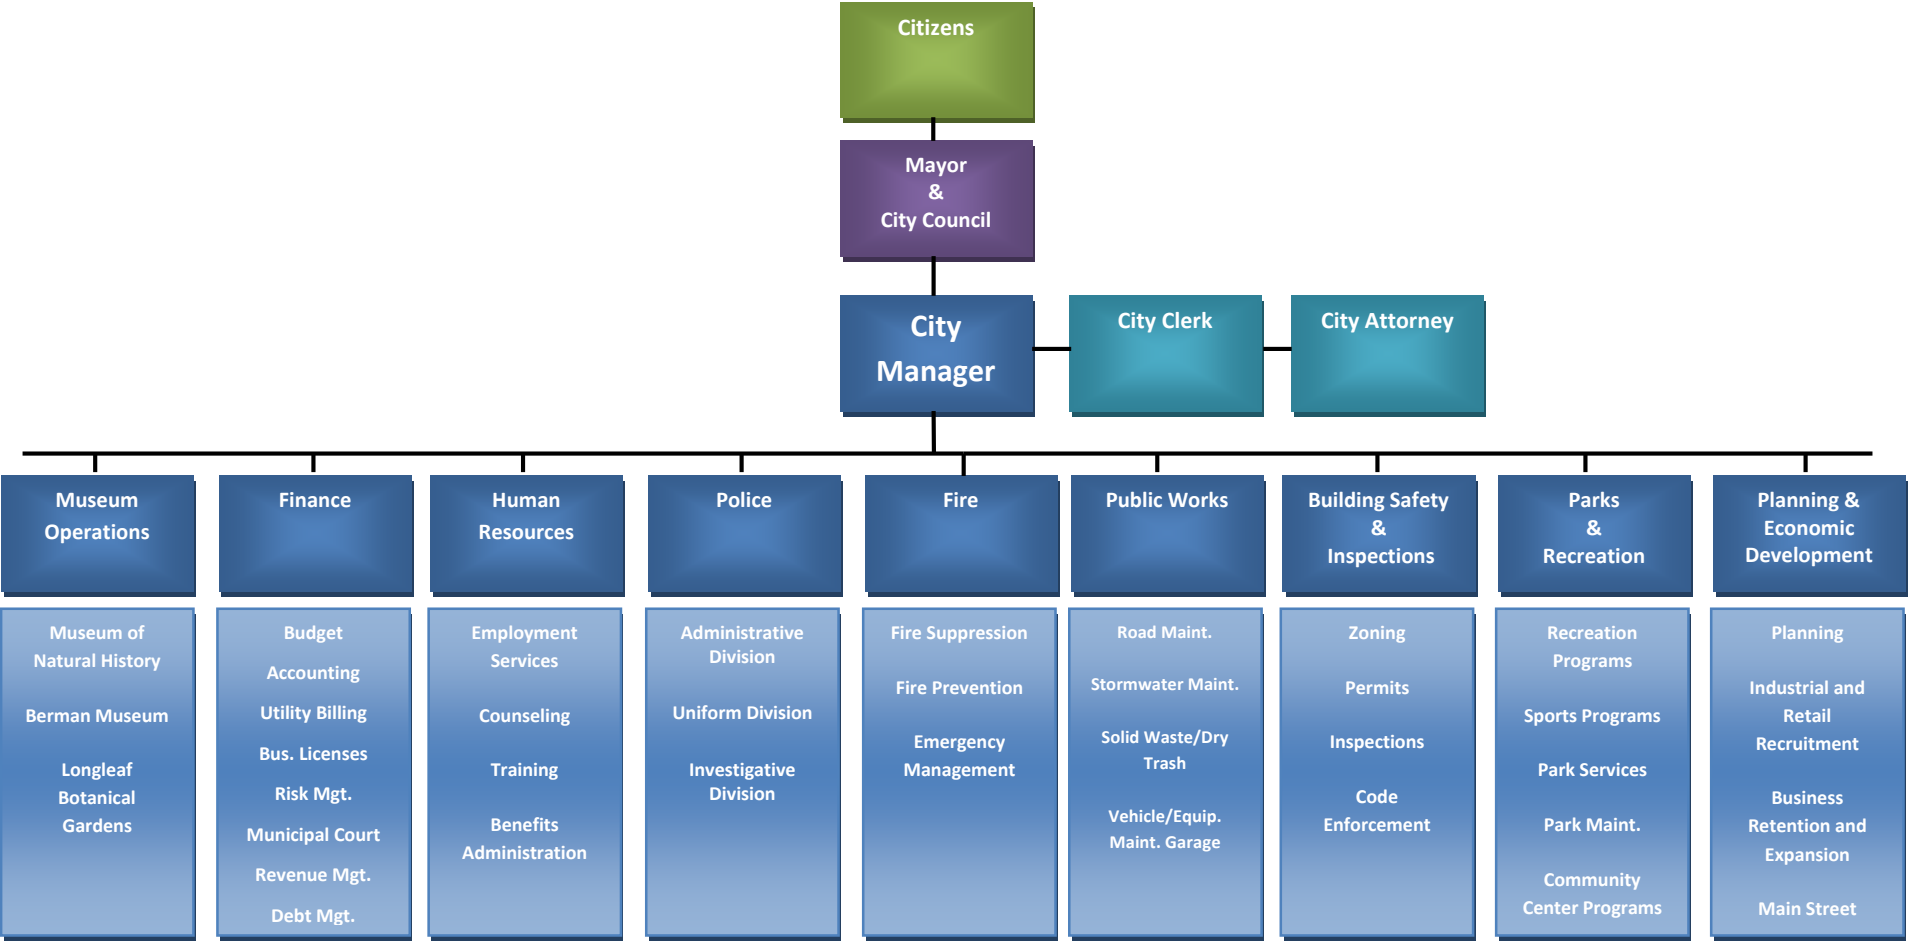 Citizens
Mayor
&
City Council
City
Manager
City Clerk
City Attorney
Museum
Operations
Finance
Human
Resources
Police
Fire
Public Works
Building Safety
&
Inspections
Parks
&
Recreation
Planning &
Economic
Development
Museum of
Natural History
Berman Museum
Longleaf
Botanical
Gardens
Budget
Accounting
Utility Billing
Bus. Licenses
Risk Mgt.
Municipal Court
Revenue Mgt.
Debt Mgt.
Employment
Services
Counseling
Training
Benefits
Administration
Administrative
Division
Uniform Division
Investigative
Division
Fire Suppression
Fire Prevention
Emergency
Management
Road Maint.
Stormwater Maint.
Solid Waste/Dry
Trash
Vehicle/Equip.
Maint. Garage
Zoning
Permits
Inspections
Code
Enforcement
Recreation
Programs
Sports Programs
Park Services
Park Maint.
Community
Center Programs
Planning
Industrial and
Retail
Recruitment
Business
Retention and
Expansion
Main Street